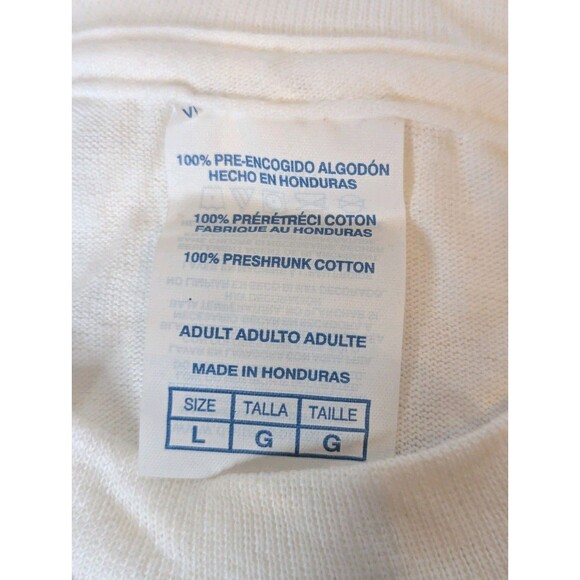 100% PRE-ENCOGIDO ALGODÓN
HECHO EN HONDURAS
100% PRÉRÉTRÉCI COTON
FABRIQUE AU HONDURAS
100% PRESHRUNK COTTON
ADULT ADULTO ADULTE
MADE IN HONDURAS
SIZE TALLA TAILLE
L G G